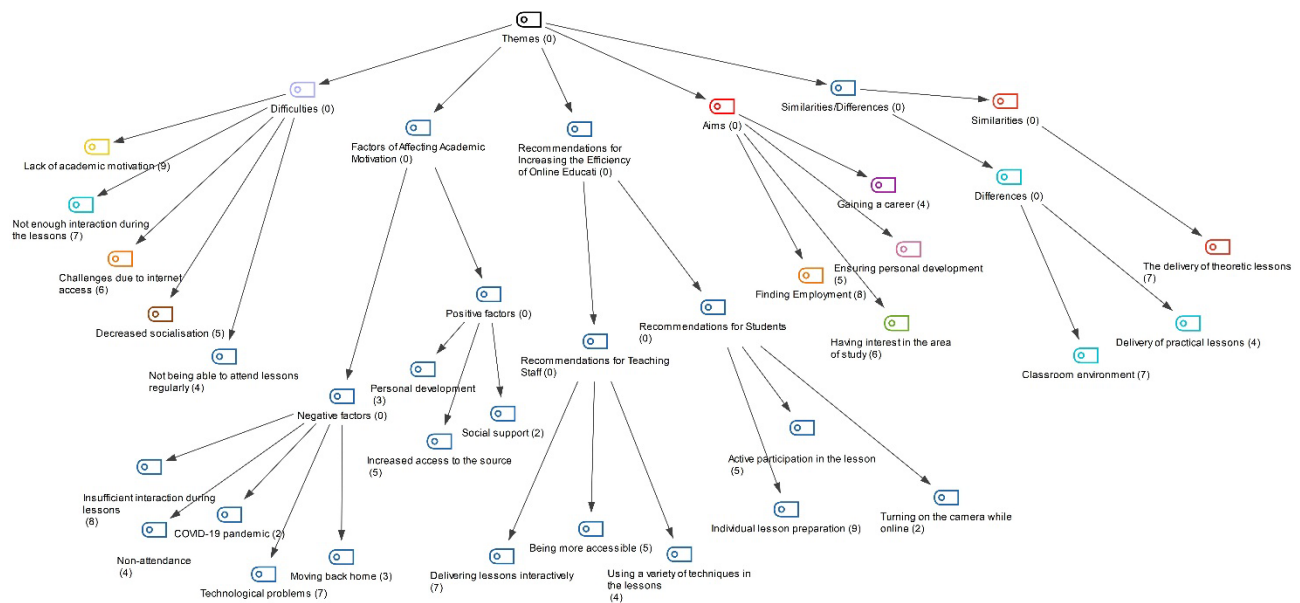 Themes (0)
Difficulties (0)
Similarities/Differences (0)
Similarities (0)
Aims (0)
Factors of Affecting Academic
Motivation (0)
Recommendations for
Increasing the Efficiency
of Online Educati (0)
Lack of academic motivation (9)
Not enough interaction during
the lessons (7)
Challenges due to internet
access (6)
Decreased socialisation (5)
Not being able to attend lessons
regularly (4)
Gaining a career (4)
Differences (0)
Ensuring personal development
(5)
Finding Employment (8)
Having interest in the area
of study (6)
The delivery of theoretic lessons
(7)
Delivery of practical lessons (4)
Classroom environment (7)
Positive factors (0)
Recommendations for Students
(0)
Recommendations for Teaching
Staff (0)
Personal development
(3)
Social support (2)
Increased access to the source
(5)
Negative factors (0)
Insufficient interaction during
lessons
(8)
COVID-19 pandemic (2)
Non-attendance
(4)
Moving back home (3)
Technological problems (7)
Delivering lessons interactively
(7)
Being more accessible (5)
Using a variety of techniques in
the lessons
(4)
Active participation in the lesson
(5)
Individual lesson preparation (9)
Turning on the camera while
online (2)